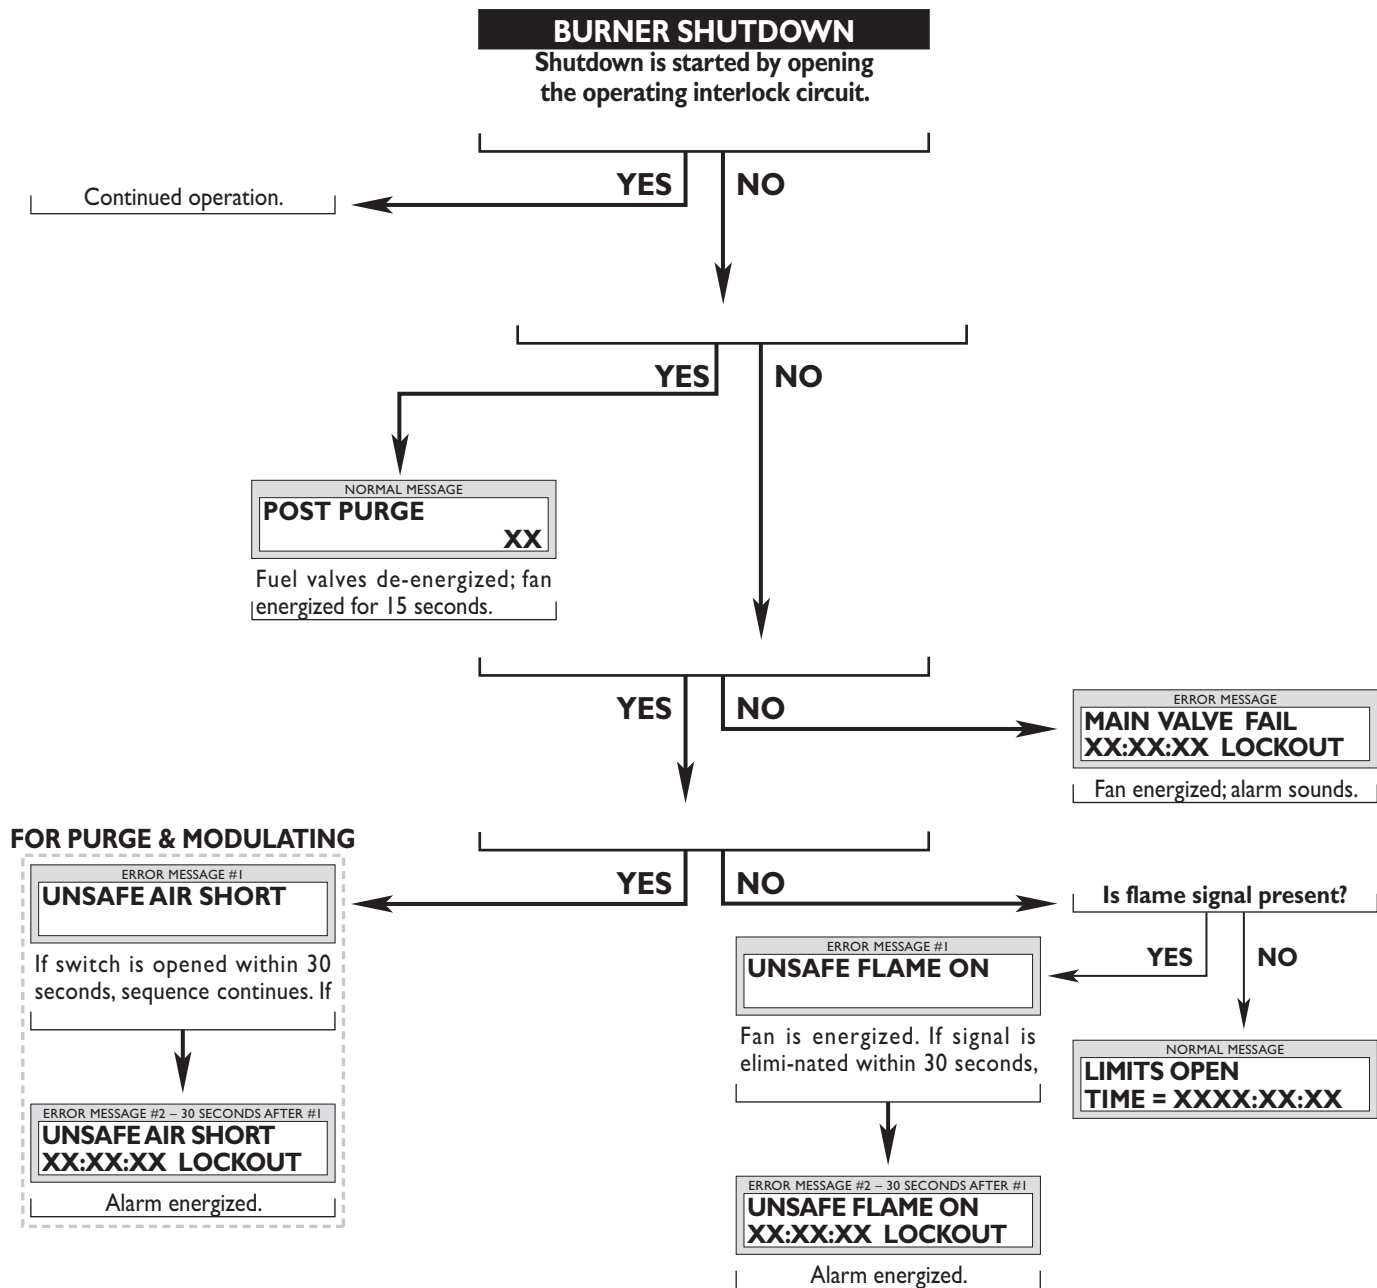 BURNER SHUTDOWN
Shutdown is started by opening
the operating interlock circuit.
YES
NO
Continued operation.
YES
NO
NORMAL MESSAGE
POST PURGE
XX
Fuel valves de-energized; fan
energized for 15 seconds.
YES
NO
ERROR MESSAGE
MAIN VALVE FAIL
XX:XX:XX LOCKOUT
Fan energized; alarm sounds.
FOR PURGE & MODULATING
ERROR MESSAGE #1
UNSAFE AIR SHORT
If switch is opened within 30
seconds, sequence continues. If
ERROR MESSAGE #2 – 30 SECONDS AFTER #1
UNSAFE AIR SHORT
XX:XX:XX LOCKOUT
Alarm energized.
YES
NO
Is flame signal present?
YES
NO
ERROR MESSAGE #1
UNSAFE FLAME ON
Fan is energized. If signal is
elimi-nated within 30 seconds,
ERROR MESSAGE #2 – 30 SECONDS AFTER #1
UNSAFE FLAME ON
XX:XX:XX LOCKOUT
Alarm energized.
NORMAL MESSAGE
LIMITS OPEN
TIME = XXXX:XX:XX